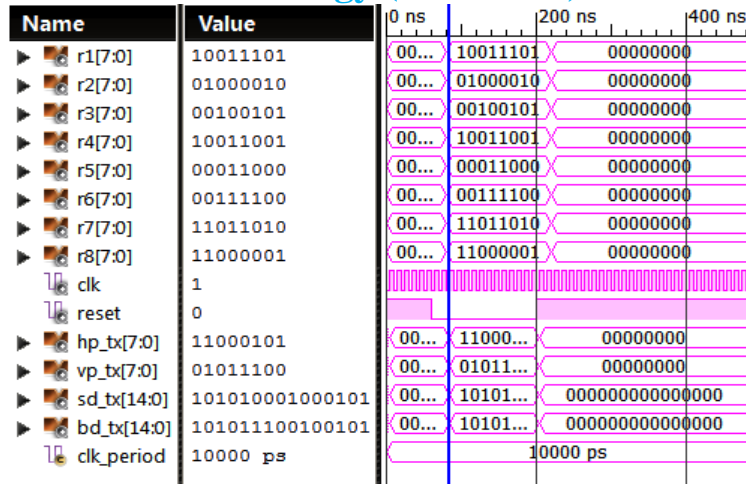 Name Value 0 ns 200 ns 400 ns
r1[7:0] 10011101 00... 10011101 00000000
r2[7:0] 01000010 00... 01000010 00000000
r3[7:0] 00100101 00... 00100101 00000000
r4[7:0] 10011001 00... 10011001 00000000
r5[7:0] 00011000 00... 00011000 00000000
r6[7:0] 00111100 00... 00111100 00000000
r7[7:0] 11011010 00... 11011010 00000000
r8[7:0] 11000001 00... 11000001 00000000
clk 1
reset 0
hp_tx[7:0] 11000101 00... 11000... 00000000
vp_tx[7:0] 01011100 00... 01011... 00000000
sd_tx[14:0] 101010001000101 00... 10101... 000000000000000
bd_tx[14:0] 101011100100101 00... 10101... 000000000000000
clk_period 10000 ps 10000 ps